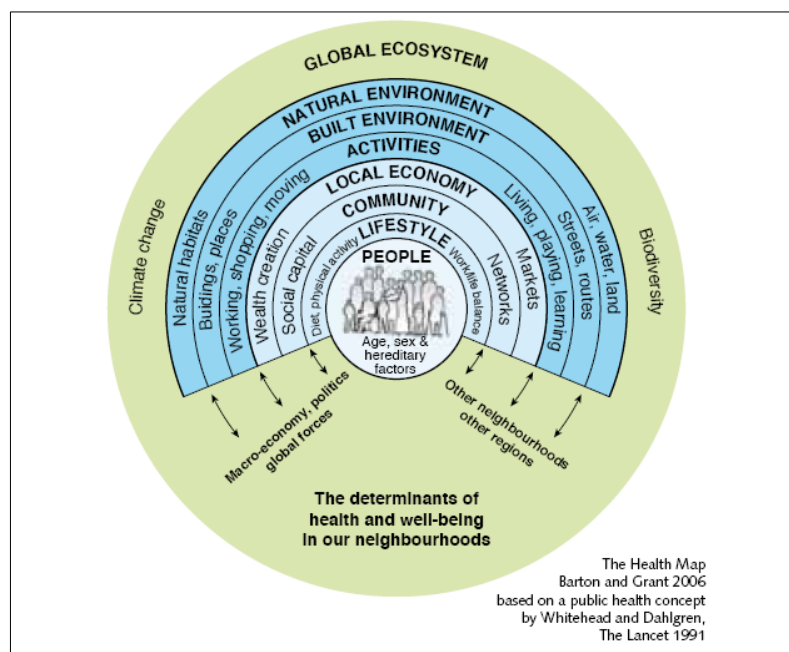 GLOBAL ECOSYSTEM
NATURAL ENVIRONMENT
BUILT ENVIRONMENT
ACTIVITIES
LOCAL ECONOMY
COMMUNITY
LIFESTYLE
PEOPLE
Age, sex &
hereditary
factors
Climate change
Natural habitats
Buidings, places
Working, shopping, moving
Wealth creation
Social capital
Diet, physical activity
Work/life balance
Networks
Markets
Living, playing, learning
Streets, routes
Air, water, land
Biodiversity
Macro-economy, politics
global forces
Other neighbourhoods
other regions
The determinants of
health and well-being
in our neighbourhoods
The Health Map
Barton and Grant 2006
based on a public health concept
by Whitehead and Dahlgren,
The Lancet 1991